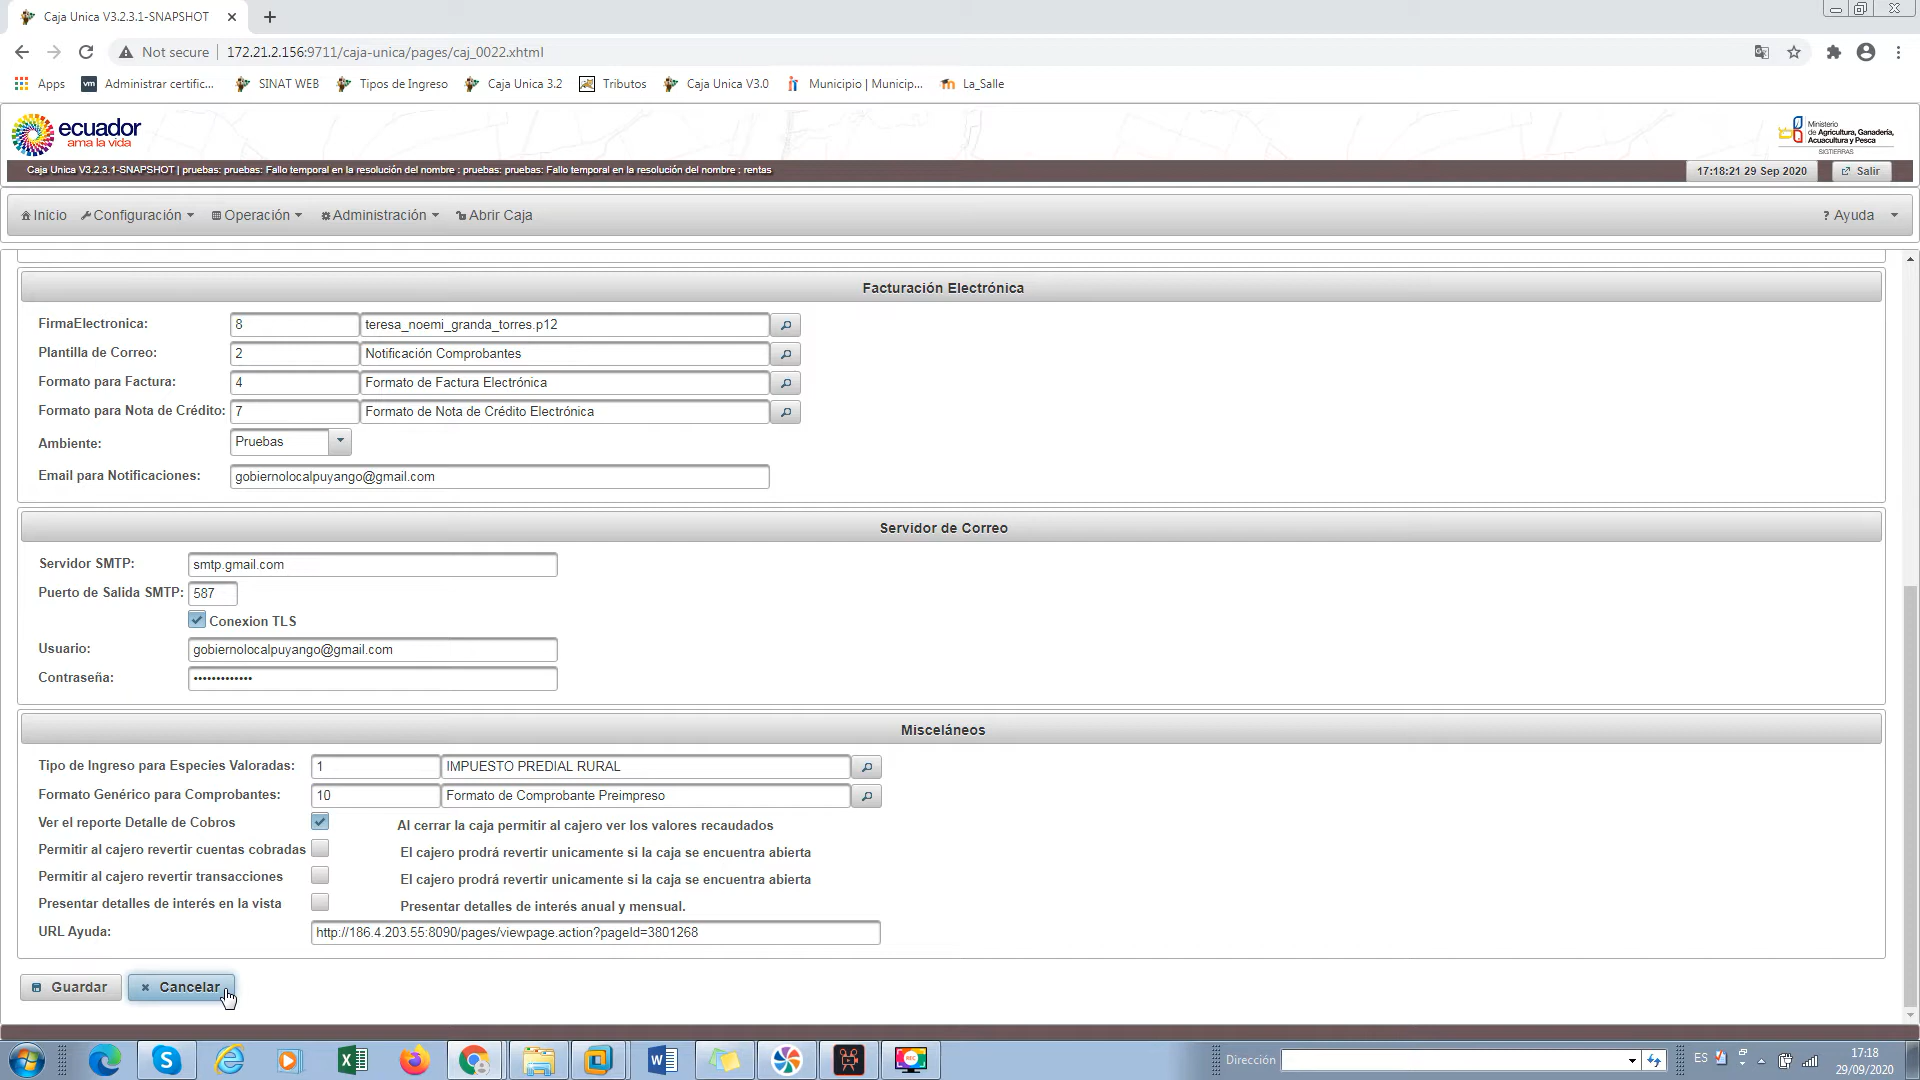 Caja Unica V3.2.3.1-SNAPSHOT
Not secure | 172.21.2.156:9711/caja-unica/pages/caj_0022.xhtml
Apps vm Administrar certific... SINAT WEB Tipos de Ingreso Caja Unica 3.2 Tributos Caja Unica V3.0 Municipio | Municip... La_Salle
ecuador
ama la vida
Ministerio
de Agricultura, Ganadería,
Acuacultura y Pesca
SIGTIERRAS
Caja Unica V3.2.3.1-SNAPSHOT | pruebas: pruebas: Fallo temporal en la resolución del nombre : pruebas: pruebas: Fallo temporal en la resolución del nombre : rentas 17:18:21 29 Sep 2020 Salir
Inicio Configuración Operación Administración Abrir Caja ? Ayuda
Facturación Electrónica
FirmaElectronica: 8 teresa_noemi_granda_torres.p12
Plantilla de Correo: 2 Notificación Comprobantes
Formato para Factura: 4 Formato de Factura Electrónica
Formato para Nota de Crédito: 7 Formato de Nota de Crédito Electrónica
Ambiente: Pruebas
Email para Notificaciones: gobiernolocalpuyango@gmail.com
Servidor de Correo
Servidor SMTP: smtp.gmail.com
Puerto de Salida SMTP: 587
Conexion TLS
Usuario: gobiernolocalpuyango@gmail.com
Contraseña: •••••••••••••
Misceláneos
Tipo de Ingreso para Especies Valoradas: 1 IMPUESTO PREDIAL RURAL
Formato Genérico para Comprobantes: 10 Formato de Comprobante Preimpreso
Ver el reporte Detalle de Cobros Al cerrar la caja permitir al cajero ver los valores recaudados
Permitir al cajero revertir cuentas cobradas El cajero prodrá revertir unicamente si la caja se encuentra abierta
Permitir al cajero revertir transacciones El cajero prodrá revertir unicamente si la caja se encuentra abierta
Presentar detalles de interés en la vista Presentar detalles de interés anual y mensual.
URL Ayuda: http://186.4.203.55:8090/pages/viewpage.action?pageId=3801268
Guardar Cancelar
Dirección ES 17:18
29/09/2020